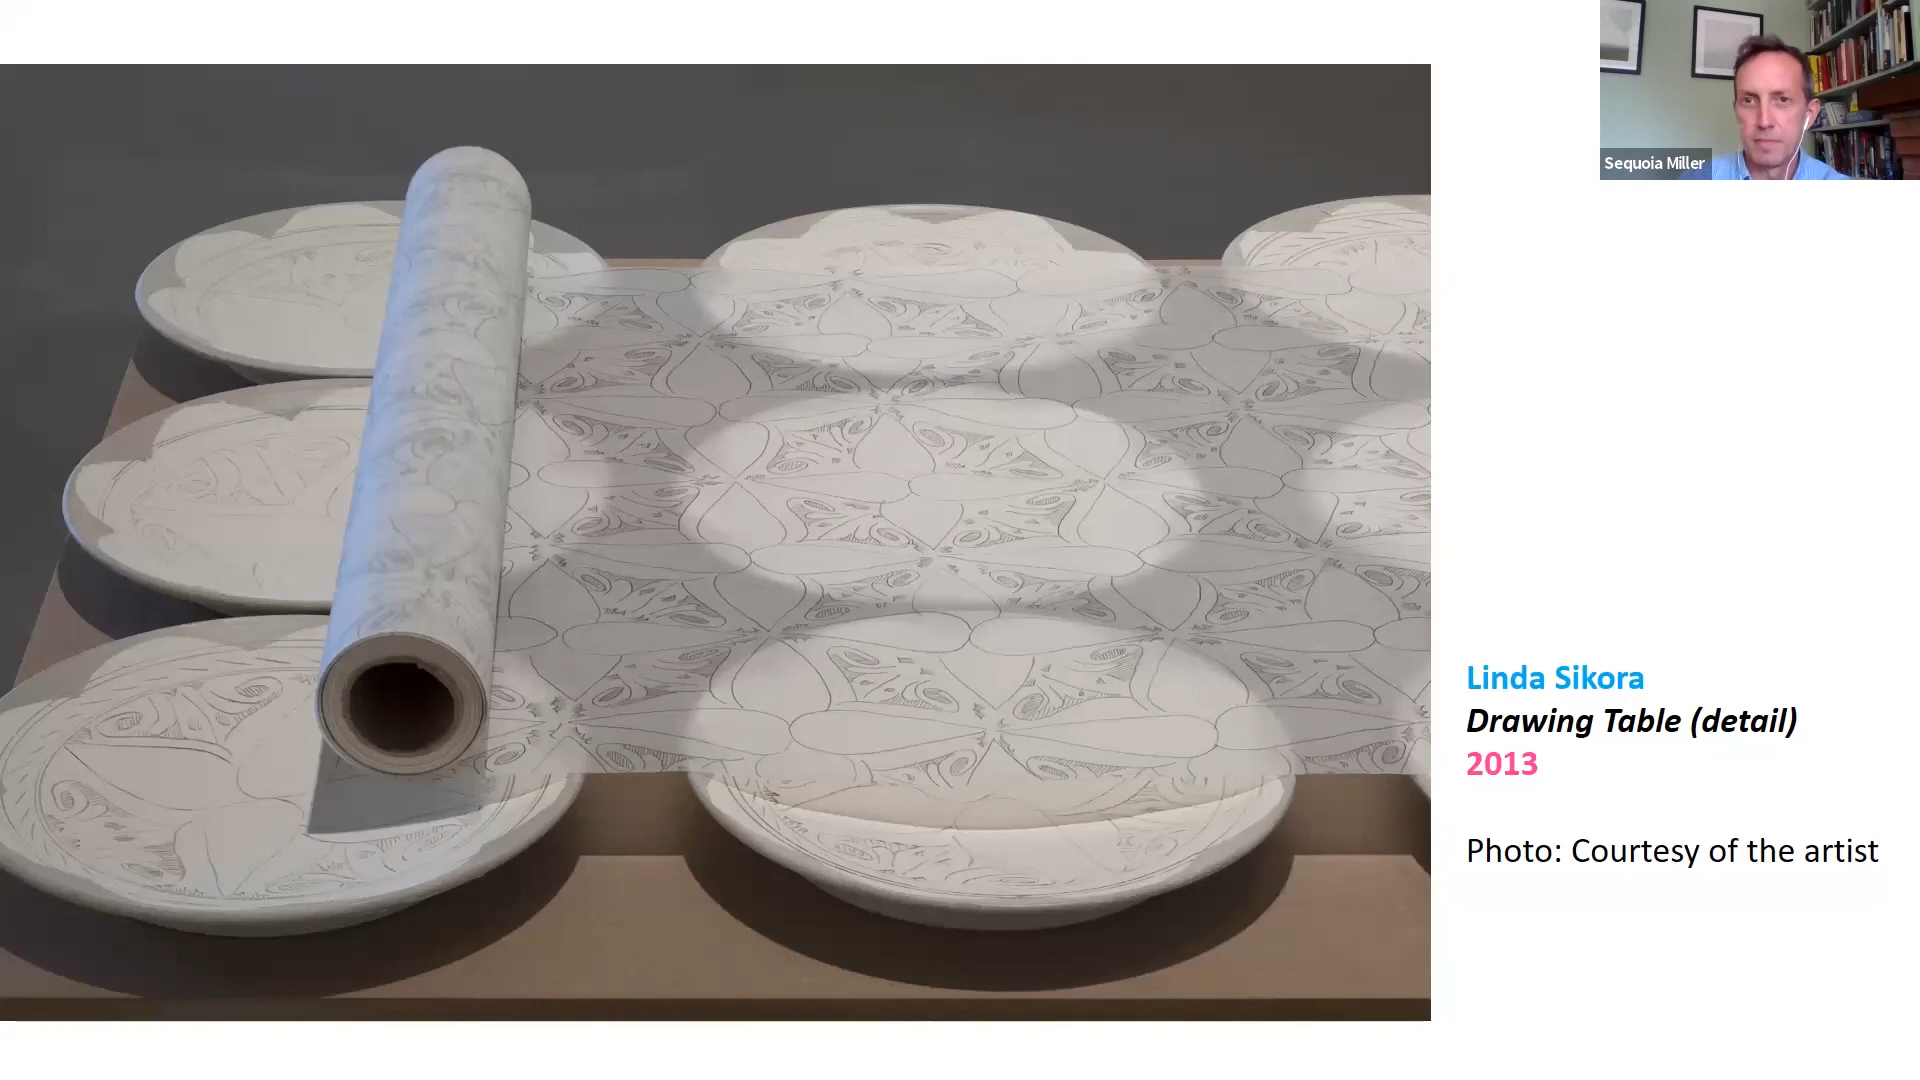 Sequoia Miller
Linda Sikora
Drawing Table (detail)
2013
Photo: Courtesy of the artist